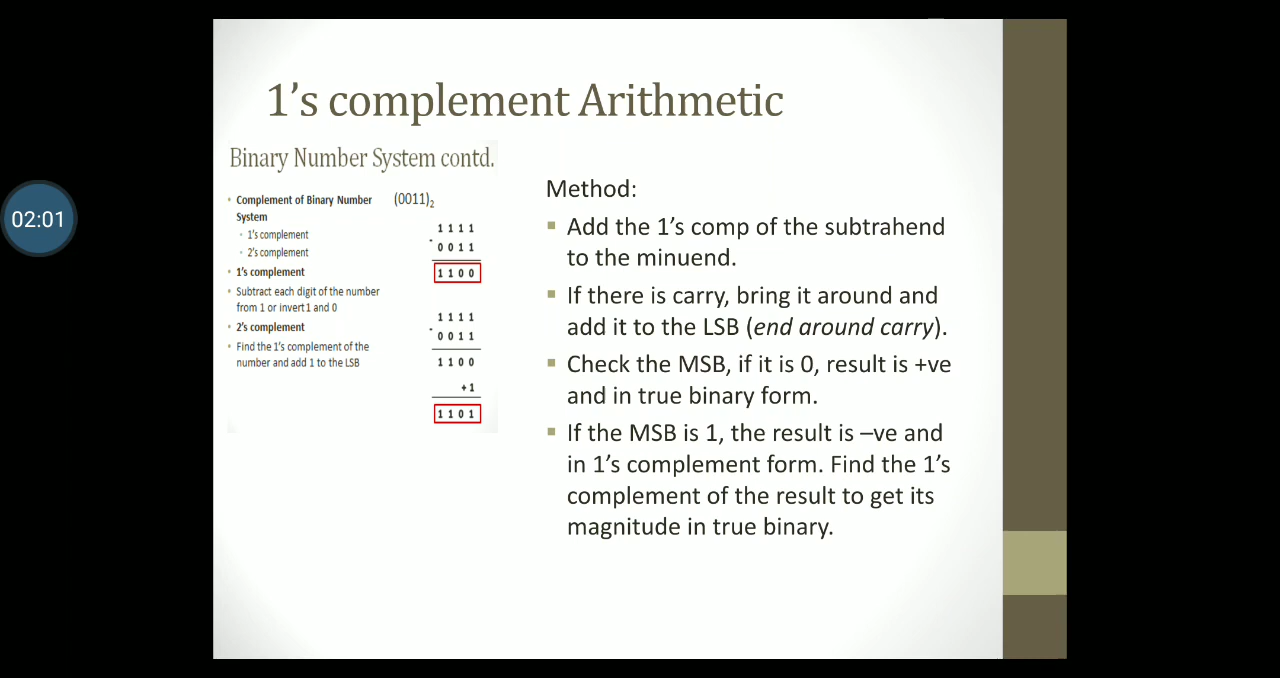 1's complement Arithmetic
Binary Number System contd.
Complement of Binary Number
System
1's complement
2's complement
1's complement
Subtract each digit of the number
from 1 or invert 1 and 0
2's complement
Find the 1's complement of the
number and add 1 to the LSB
(0011)2
1 1 1 1
- 0 0 1 1
1 1 0 0
1 1 1 1
- 0 0 1 1
1 1 0 0
+1
1 1 0 1
Method:
Add the 1's comp of the subtrahend
to the minuend.
If there is carry, bring it around and
add it to the LSB (end around carry).
Check the MSB, if it is 0, result is +ve
and in true binary form.
If the MSB is 1, the result is –ve and
in 1's complement form. Find the 1's
complement of the result to get its
magnitude in true binary.
02:01